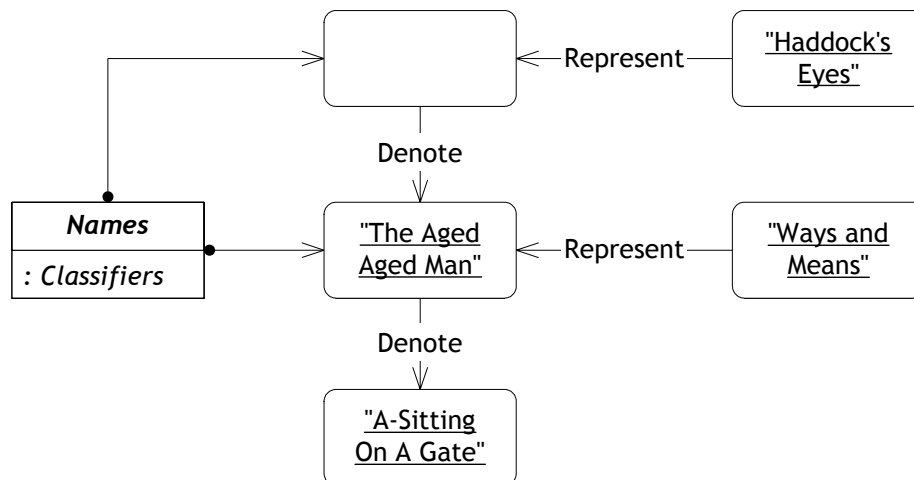 Represent
"Haddock's
Eyes"
Denote
Names
: Classifiers
"The Aged
Aged Man"
Represent
"Ways and
Means"
Denote
"A-Sitting
On A Gate"